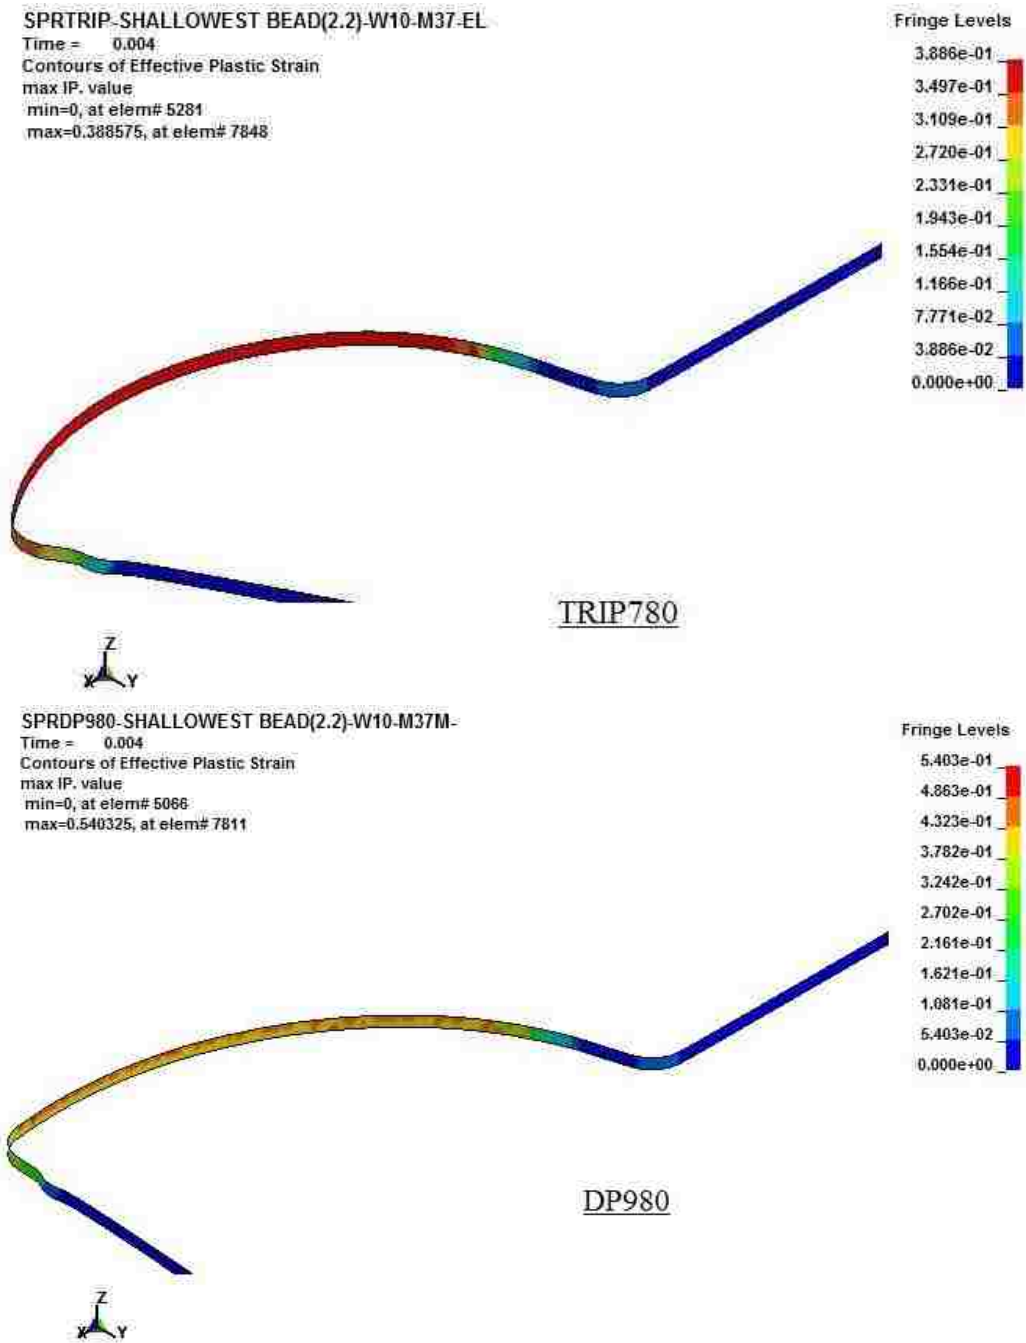 SPRTRIP-SHALLOWEST BEAD(2.2)-W10-M37-EL
Time = 0.004
Contours of Effective Plastic Strain
max IP. value
min=0, at elem# 5281
max=0.388575, at elem# 7848
Fringe Levels
3.886e-01
3.497e-01
3.109e-01
2.720e-01
2.331e-01
1.943e-01
1.554e-01
1.166e-01
7.771e-02
3.886e-02
0.000e+00
TRIP780
Z
X Y
SPRDP980-SHALLOWEST BEAD(2.2)-W10-M37M-
Time = 0.004
Contours of Effective Plastic Strain
max IP. value
min=0, at elem# 5066
max=0.540325, at elem# 7811
Fringe Levels
5.403e-01
4.863e-01
4.323e-01
3.782e-01
3.242e-01
2.702e-01
2.161e-01
1.621e-01
1.081e-01
5.403e-02
0.000e+00
DP980
Z
X Y